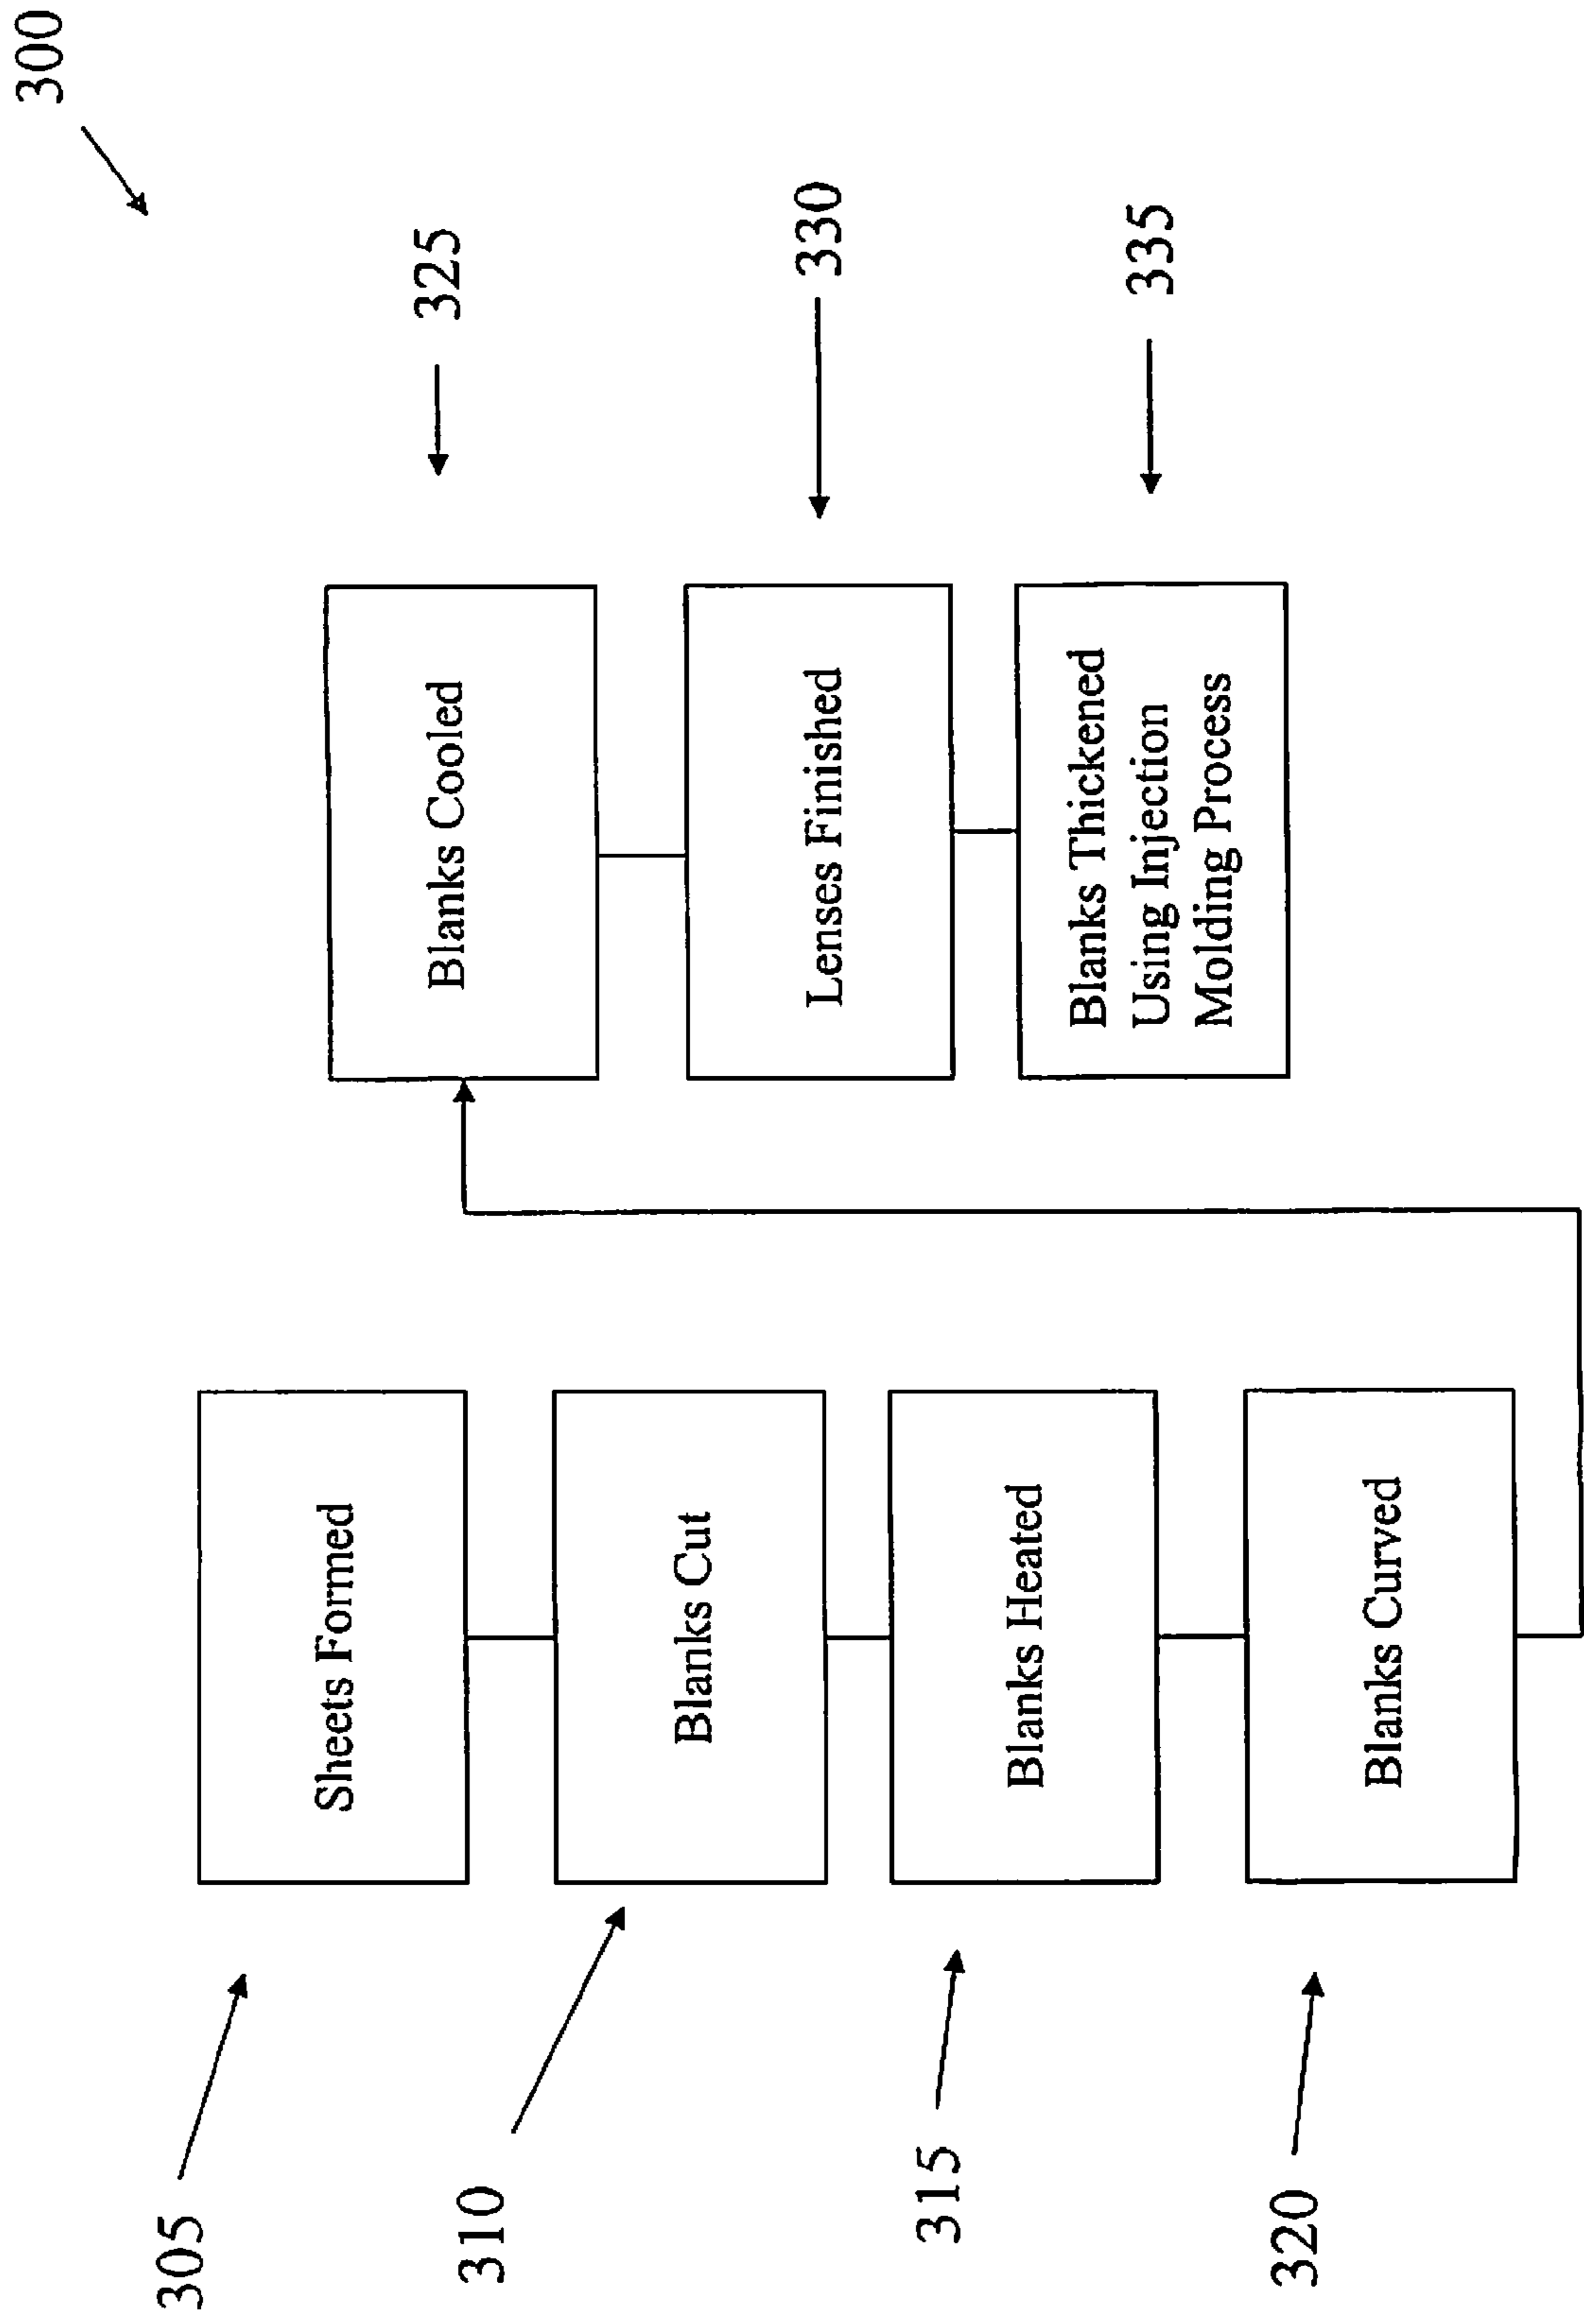 300
305
Sheets Formed
310
Blanks Cut
315
Blanks Heated
320
Blanks Curved
Blanks Cooled
325
Lenses Finished
330
Blanks Thickened
Using Injection
Molding Process
335